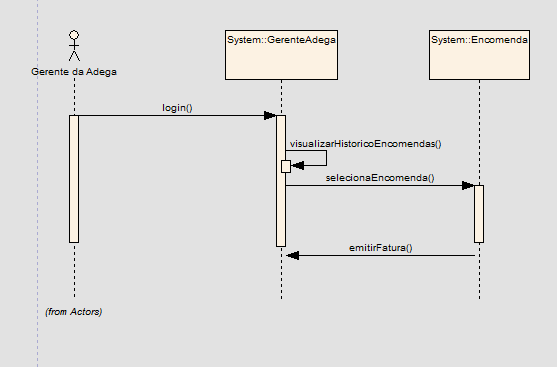 System::GerenteAdega
System::Encomenda
Gerente da Adega
login()
visualizarHistoricoEncomendas()
selecionaEncomenda()
emitirFatura()
(from Actors)